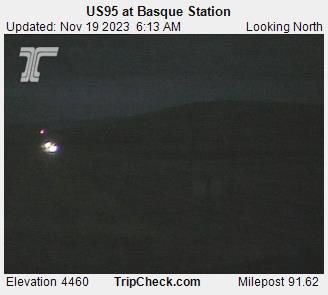 US95 at Basque Station
Updated: Nov 19 2023 6:13 AM Looking North
Elevation 4460 TripCheck.com Milepost 91.62